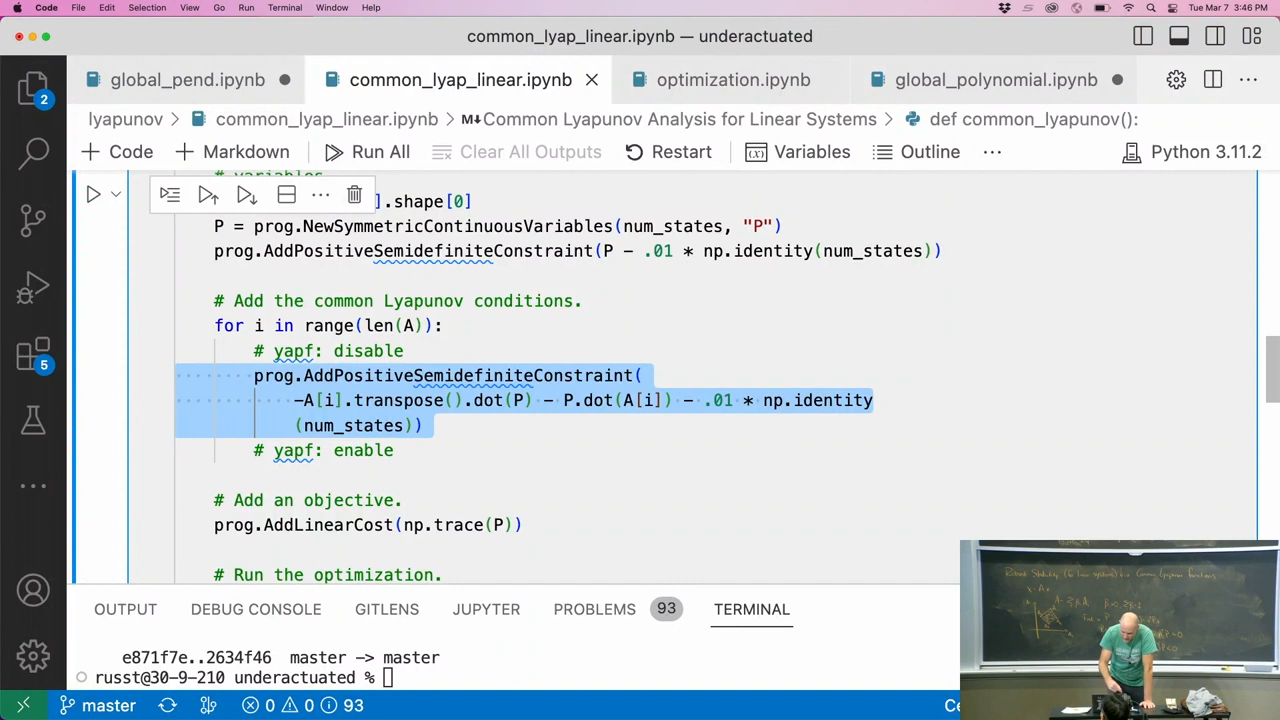 Code File Edit Selection View Go Run Terminal Window Help Tue Mar 7 3:46 PM
common_lyap_linear.ipynb — underactuated
global_pend.ipynb common_lyap_linear.ipynb optimization.ipynb global_polynomial.ipynb
lyapunov > common_lyap_linear.ipynb > Common Lyapunov Analysis for Linear Systems > def common_lyapunov():
+ Code + Markdown Run All Clear All Outputs Restart Variables Outline ... Python 3.11.2
# variables
].shape[0]
P = prog.NewSymmetricContinuousVariables(num_states, "P")
prog.AddPositiveSemidefiniteConstraint(P - .01 * np.identity(num_states))
# Add the common Lyapunov conditions.
for i in range(len(A)):
# yapf: disable
prog.AddPositiveSemidefiniteConstraint(
-A[i].transpose().dot(P) - P.dot(A[i]) - .01 * np.identity
(num_states))
# yapf: enable
# Add an objective.
prog.AddLinearCost(np.trace(P))
# Run the optimization.
2
5
OUTPUT DEBUG CONSOLE GITLENS JUPYTER PROBLEMS 93 TERMINAL
e871f7e..2634f46 master -> master
russt@30-9-210 underactuated %
master 0 0 93 Ce